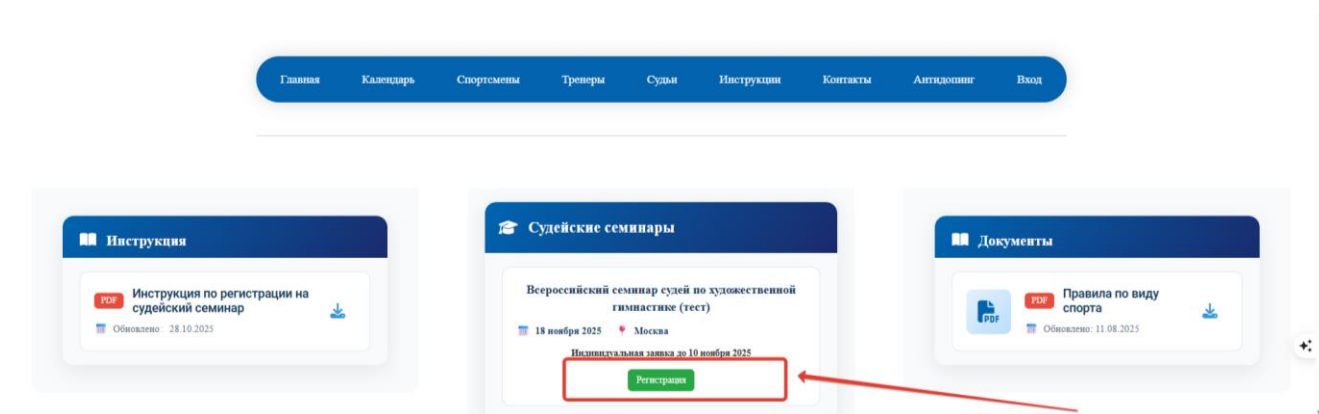 Главная Календарь Спортсмены Тренеры Судьи Инструкции Контакты Антидопинг Вход
Инструкция
PDF Инструкция по регистрации на
судейский семинар
Обновлено: 28.10.2025
Судейские семинары
Всероссийский семинар судей по художественной
гимнастике (тест)
18 ноября 2025 Москва
Индивидуальная заявка до 10 ноября 2025
Регистрация
Документы
PDF
PDF Правила по виду
спорта
Обновлено: 11.08.2025